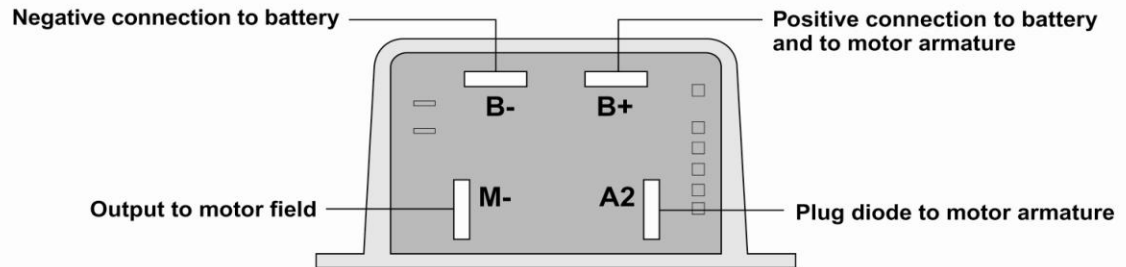 Negative connection to battery
Positive connection to battery
and to motor armature
B-
B+
Output to motor field
M-
A2
Plug diode to motor armature